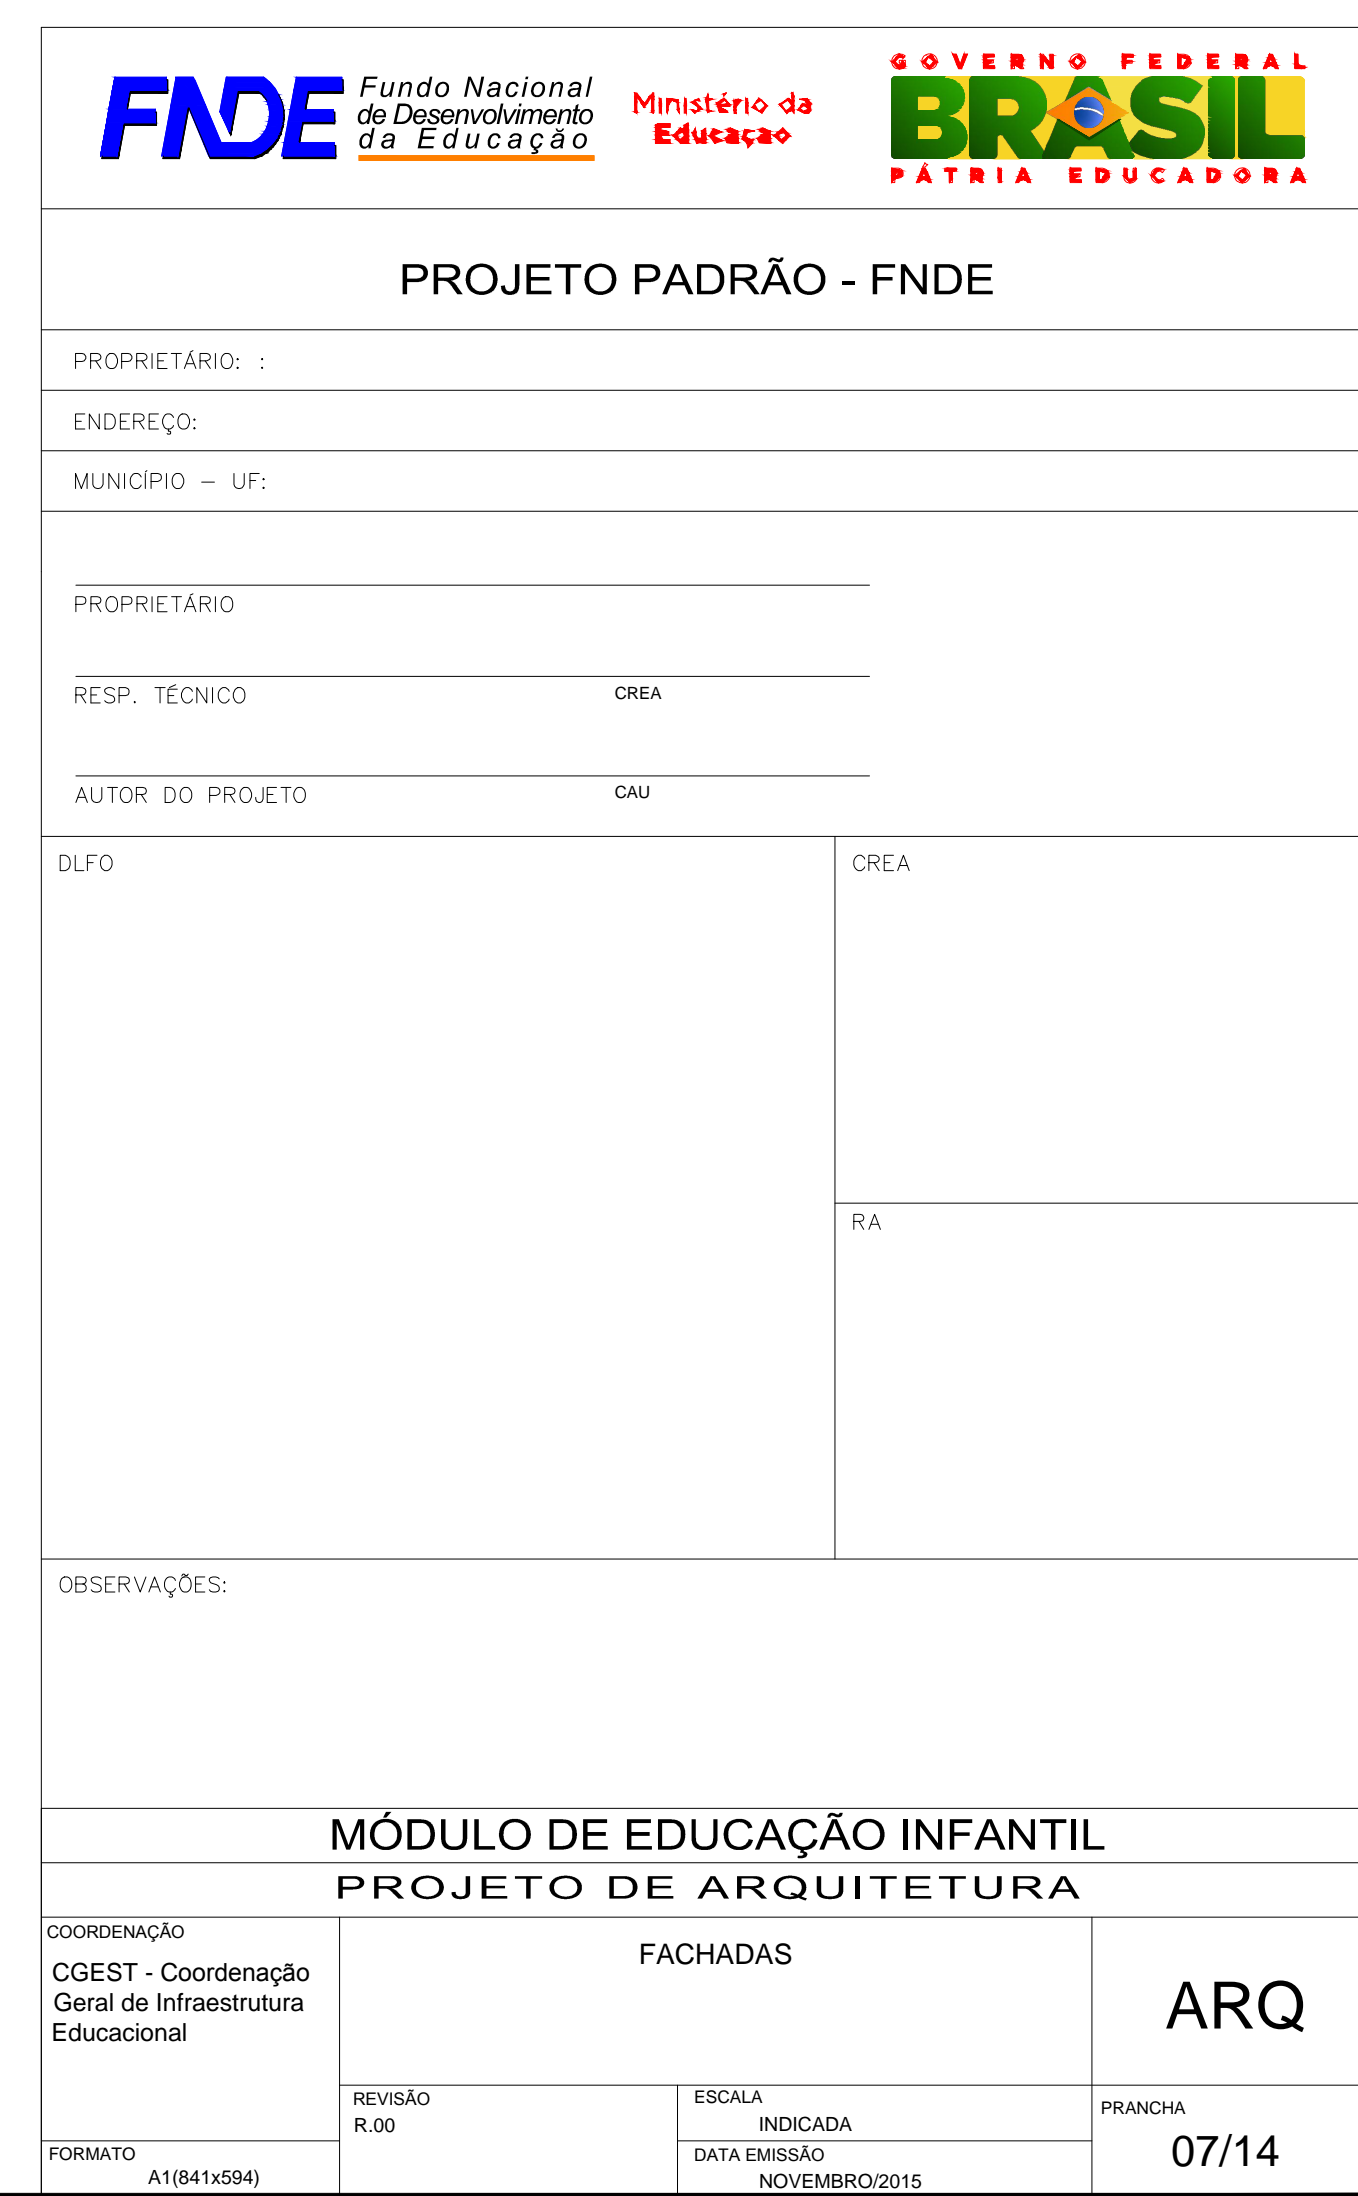 FNDE
Fundo Nacional
de Desenvolvimento
da Educação
Ministério da
Educaçao
GOVERNO FEDERAL
BRASIL
PÁTRIA EDUCADORA
PROJETO PADRÃO - FNDE
PROPRIETÁRIO: :
ENDEREÇO:
MUNICÍPIO – UF:
PROPRIETÁRIO
RESP. TÉCNICO CREA
AUTOR DO PROJETO CAU
DLFO
CREA
RA
OBSERVAÇÕES:
MÓDULO DE EDUCAÇÃO INFANTIL
PROJETO DE ARQUITETURA
COORDENAÇÃO
CGEST - Coordenação
Geral de Infraestrutura
Educacional
FACHADAS
ARQ
REVISÃO
R.00
ESCALA
INDICADA
PRANCHA
07/14
FORMATO
A1(841x594)
DATA EMISSÃO
NOVEMBRO/2015